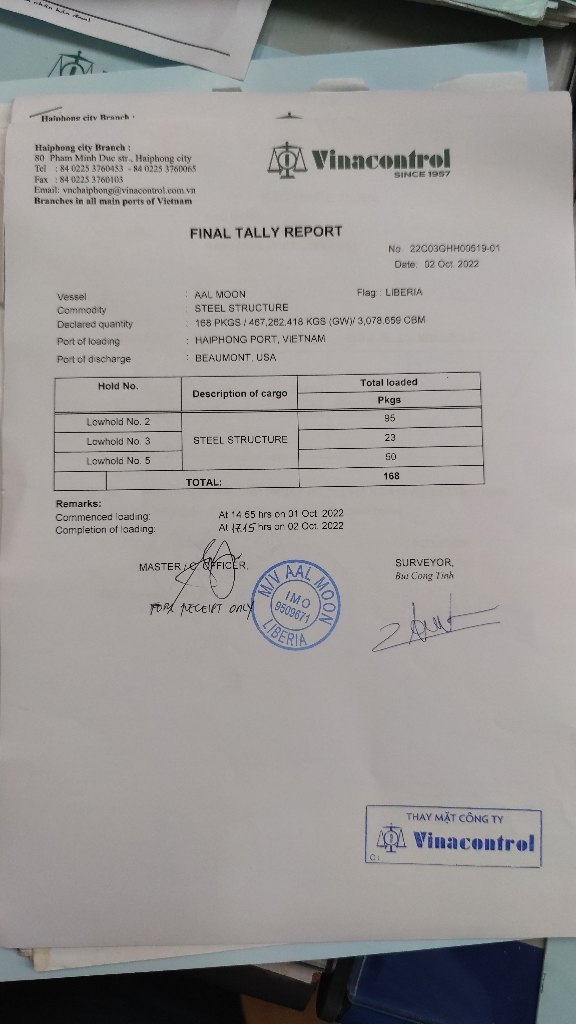 Haiphong city Branch :
Haiphong city Branch :
80 Pham Minh Duc str., Haiphong city
Tel : 84 0225 3760453 - 84 0225 3760065
Fax : 84 0225 3760103
Email: vnchaiphong@vinacontrol.com.vn
Branches in all main ports of Vietnam
Vinacontrol
SINCE 1957
FINAL TALLY REPORT
No 22G03GHH00519-01
Date: 02 Oct. 2022
Vessel : AAL MOON Flag : LIBERIA
Commodity : STEEL STRUCTURE
Declared quantity : 168 PKGS / 467,262.418 KGS (GW)/ 3,078.659 CBM
Port of loading : HAIPHONG PORT, VIETNAM
Port of discharge : BEAUMONT, USA
Hold No. Description of cargo Total loaded
Pkgs
Lowhold No. 2 STEEL STRUCTURE 95
Lowhold No. 3 23
Lowhold No. 5 50
TOTAL: 168
Remarks:
Commenced loading: At 14 55 hrs on 01 Oct. 2022
Completion of loading: At 17.15 hrs on 02 Oct. 2022
MASTER / C OFFICER,
RECEIPT ONLY
M/V AAL MOON
IMO
9509671
LIBERIA
SURVEYOR,
Bui Cong Tinh
THAY MẶT CÔNG TY
Vinacontrol